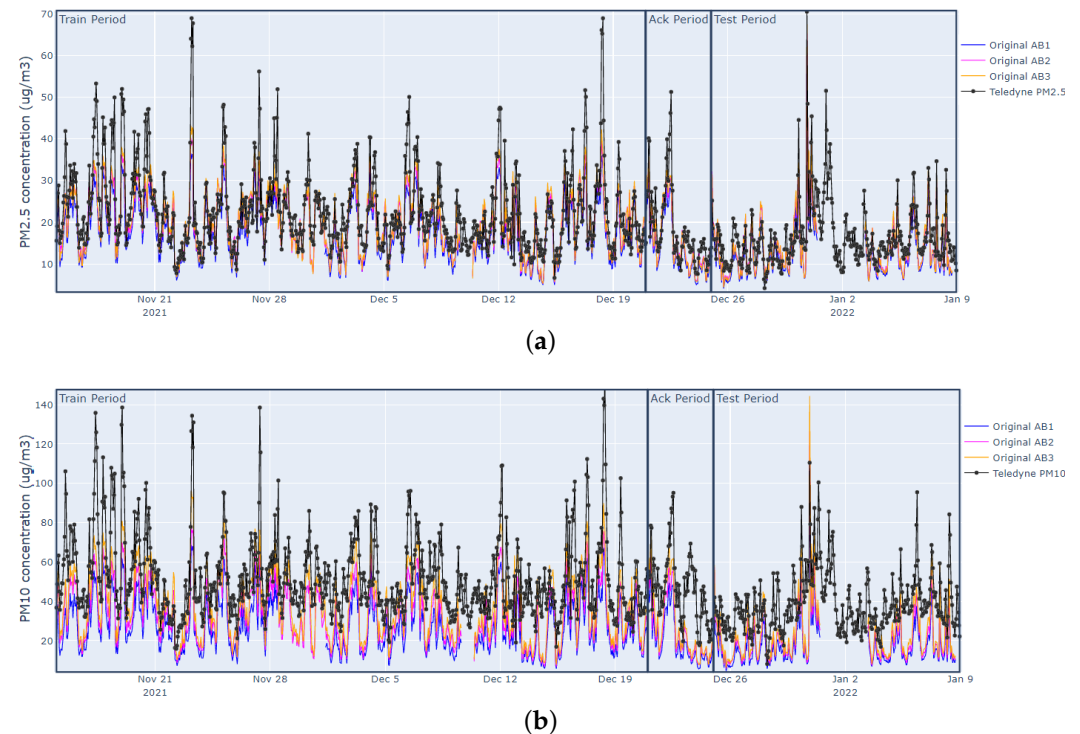 70
Train Period
Ack Period
Test Period
60
50
40
30
20
10
PM2.5 concentration (ug/m3)
Original AB1
Original AB2
Original AB3
Teledyne PM2.5
Nov 21
2021
Nov 28
Dec 5
Dec 12
Dec 19
Dec 26
Jan 2
2022
Jan 9
(a)
140
Train Period
Ack Period
Test Period
120
100
80
60
40
20
PM10 concentration (ug/m3)
Original AB1
Original AB2
Original AB3
Teledyne PM10
Nov 21
2021
Nov 28
Dec 5
Dec 12
Dec 19
Dec 26
Jan 2
2022
Jan 9
(b)